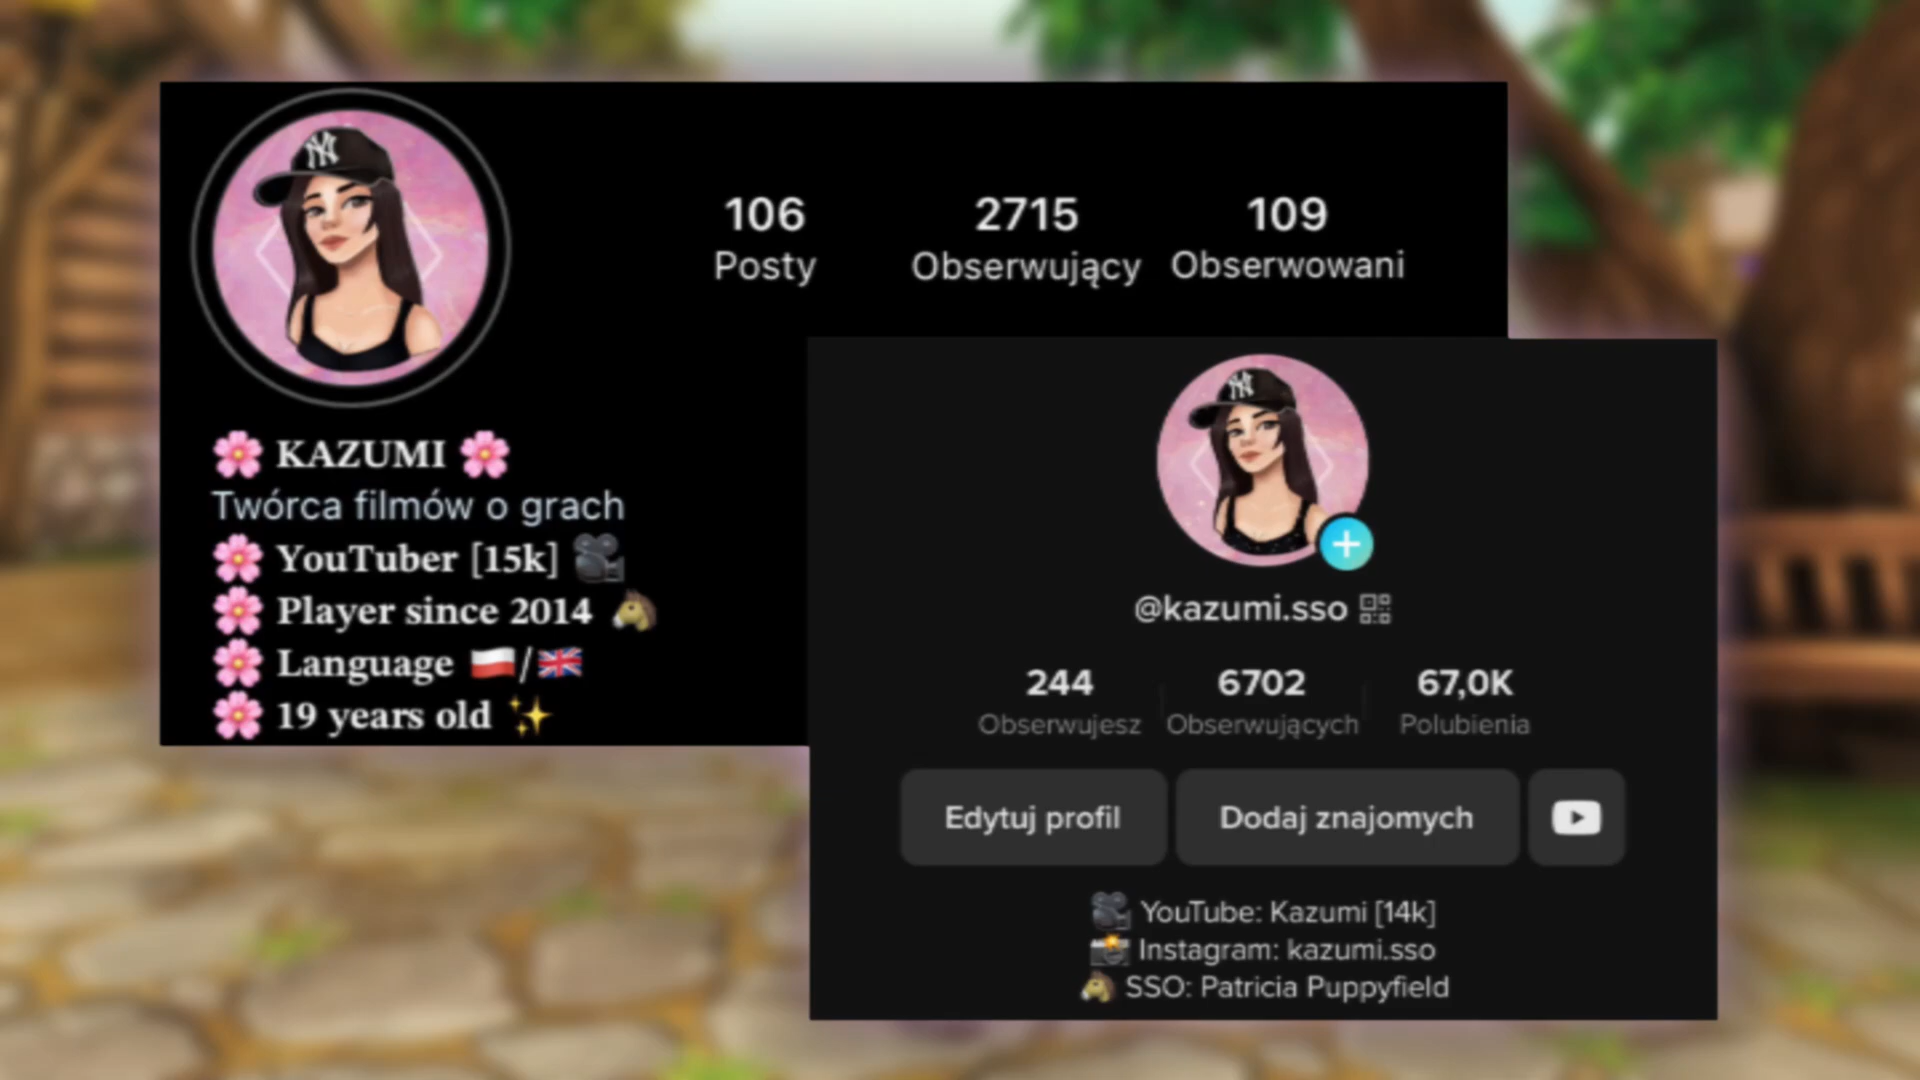 NY
106 2715 109
Posty Obserwujący Obserwowani
🌸 KAZUMI 🌸
Twórca filmów o grach
🌸 YouTuber [15k] 🎥
🌸 Player since 2014 🐴
🌸 Language 🇵🇱/🇬🇧
🌸 19 years old ✨
NY
@kazumi.sso
244 6702 67,0K
Obserwujesz Obserwujących Polubienia
Edytuj profil Dodaj znajomych
🎥 YouTube: Kazumi [14k]
📸 Instagram: kazumi.sso
🐴 SSO: Patricia Puppyfield